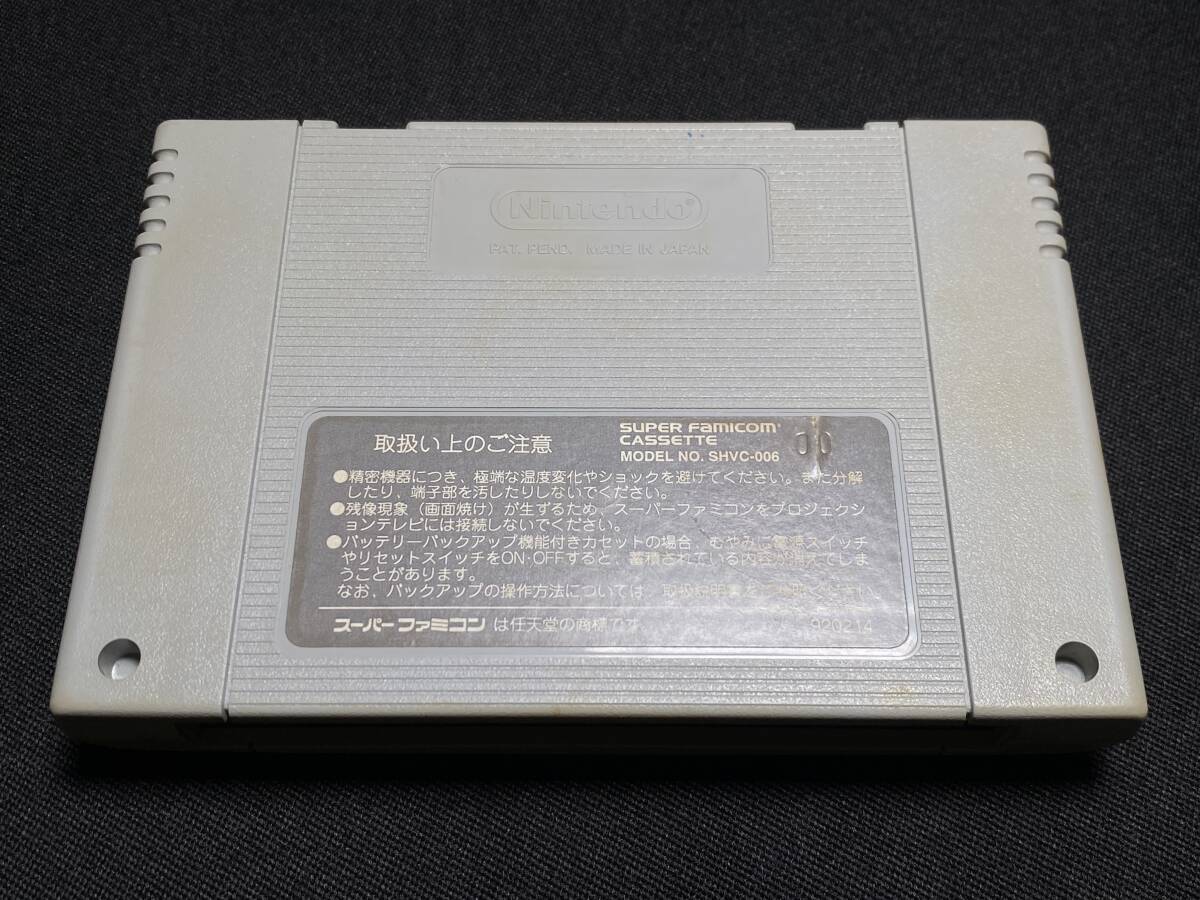 Nintendo®
PAT. PEND. MADE IN JAPAN
取扱い上のご注意
SUPER FAMICOM
CASSETTE
MODEL NO. SHVC-006
●精密機器につき、極端な温度変化やショックを避けてください。また分解
したり、端子部を汚したりしないでください。
●残像現象（画面焼け）が生ずるため、スーパーファミコンをプロジェクシ
ョンテレビには接続しないでください。
●バッテリーバックアップ機能付きカセットの場合、むやみに電源スイッチ
やリセットスイッチをON・OFFすると、蓄積されている内容が消えてしま
うことがあります。
なお、バックアップの操作方法については、取扱説明書をご
スーパーファミコン は任天堂の商標です。
920214